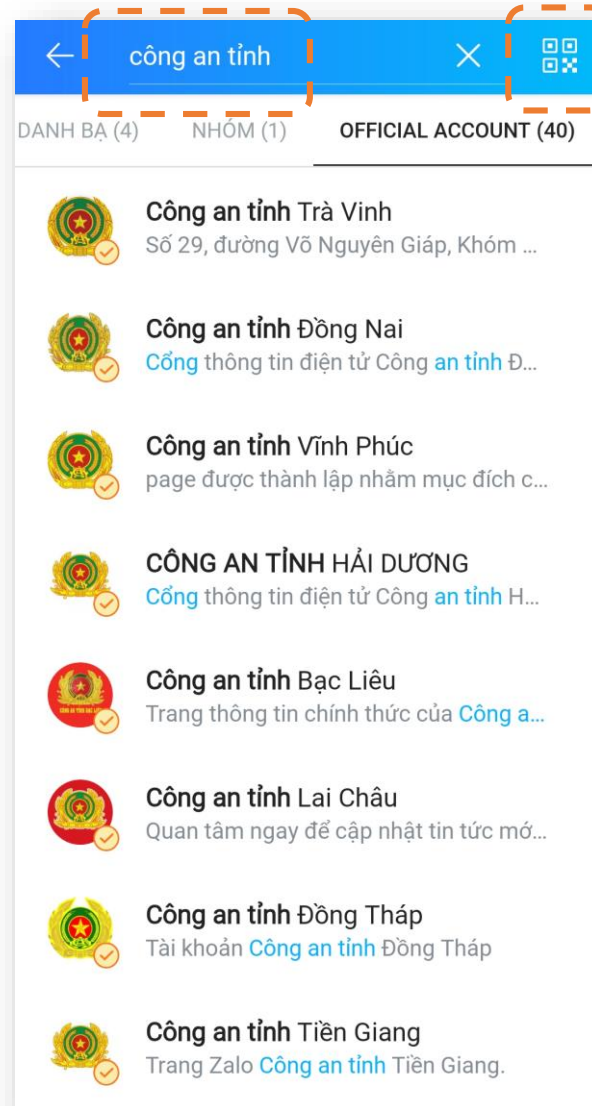 công an tỉnh
DANH BẠ (4) NHÓM (1) OFFICIAL ACCOUNT (40)
Công an tỉnh Trà Vinh
Số 29, đường Võ Nguyên Giáp, Khóm ...
Công an tỉnh Đồng Nai
Cổng thông tin điện tử Công an tỉnh Đ...
Công an tỉnh Vĩnh Phúc
page được thành lập nhằm mục đích c...
CÔNG AN TỈNH HẢI DƯƠNG
Cổng thông tin điện tử Công an tỉnh H...
Công an tỉnh Bạc Liêu
Trang thông tin chính thức của Công a...
Công an tỉnh Lai Châu
Quan tâm ngay để cập nhật tin tức mớ...
Công an tỉnh Đồng Tháp
Tài khoản Công an tỉnh Đồng Tháp
Công an tỉnh Tiền Giang
Trang Zalo Công an tỉnh Tiền Giang.